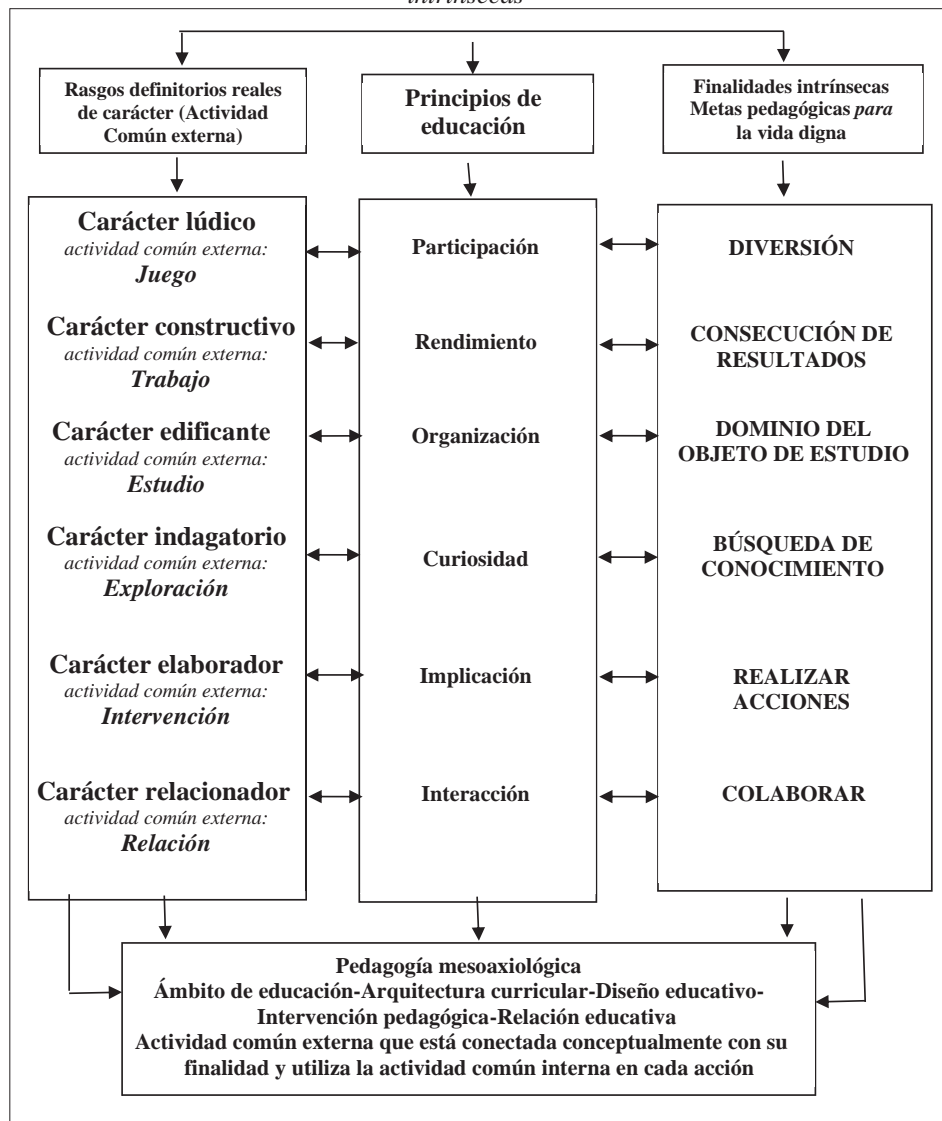 intrínsecas
Rasgos definitorios reales
de carácter (Actividad
Común externa)
Principios de
educación
Finalidades intrínsecas
Metas pedagógicas para
la vida digna
Carácter lúdico
actividad común externa:
Juego
Carácter constructivo
actividad común externa:
Trabajo
Carácter edificante
actividad común externa:
Estudio
Carácter indagatorio
actividad común externa:
Exploración
Carácter elaborador
actividad común externa:
Intervención
Carácter relacionador
actividad común externa:
Relación
Participación
Rendimiento
Organización
Curiosidad
Implicación
Interacción
DIVERSIÓN
CONSECUCIÓN DE
RESULTADOS
DOMINIO DEL
OBJETO DE ESTUDIO
BÚSQUEDA DE
CONOCIMIENTO
REALIZAR
ACCIONES
COLABORAR
Pedagogía mesoaxiológica
Ámbito de educación-Arquitectura curricular-Diseño educativo-
Intervención pedagógica-Relación educativa
Actividad común externa que está conectada conceptualmente con su
finalidad y utiliza la actividad común interna en cada acción